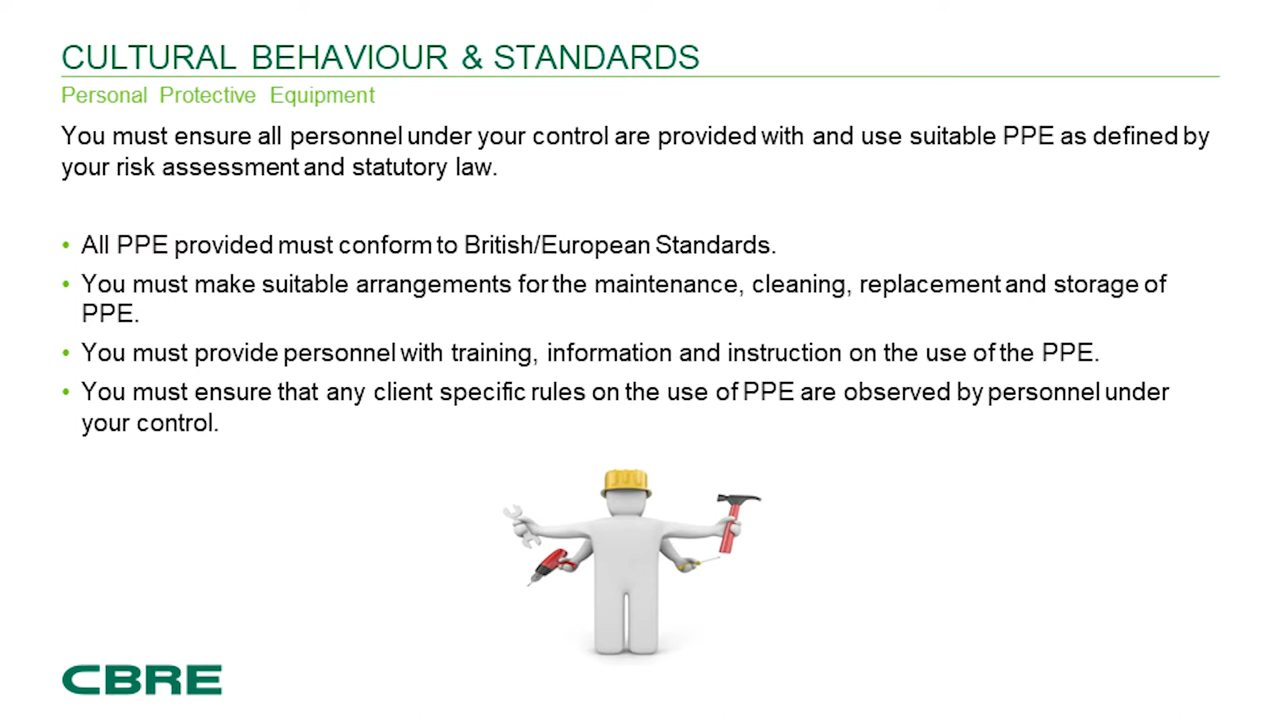 CULTURAL BEHAVIOUR & STANDARDS
Personal Protective Equipment
You must ensure all personnel under your control are provided with and use suitable PPE as defined by
your risk assessment and statutory law.
• All PPE provided must conform to British/European Standards.
• You must make suitable arrangements for the maintenance, cleaning, replacement and storage of
PPE.
• You must provide personnel with training, information and instruction on the use of the PPE.
• You must ensure that any client specific rules on the use of PPE are observed by personnel under
your control.
CBRE